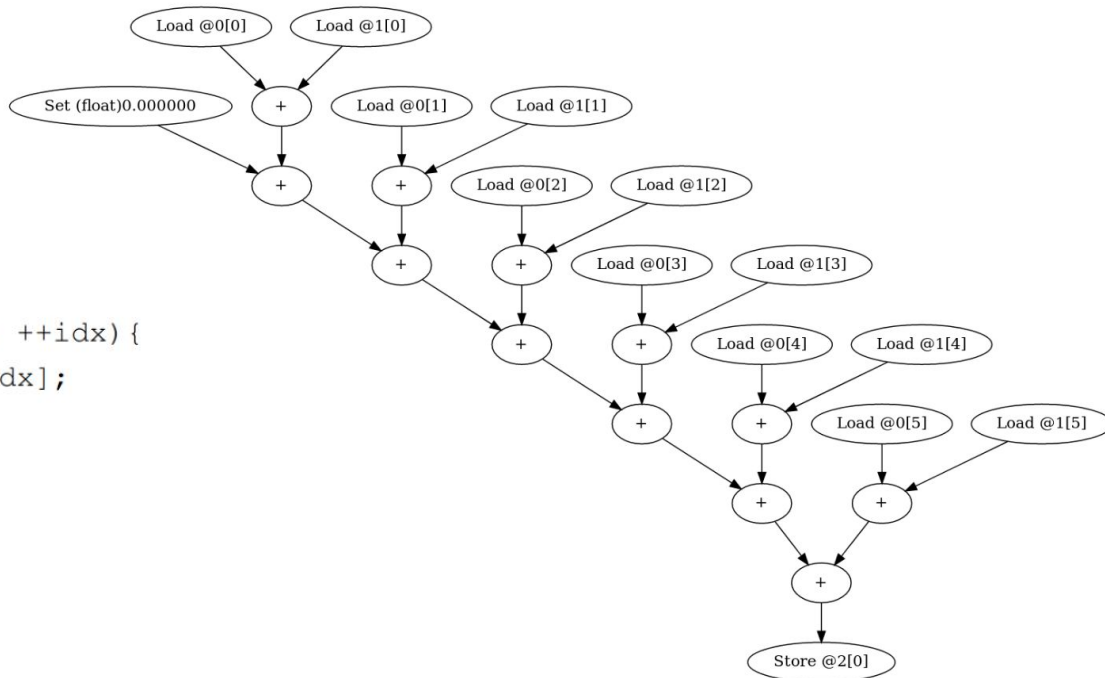 Load @0[0] Load @1[0]
Set (float)0.000000 + Load @0[1] Load @1[1]
+ + Load @0[2] Load @1[2]
+ + Load @0[3] Load @1[3]
++idx){
+ + Load @0[4] Load @1[4]
dx];
+ + Load @0[5] Load @1[5]
+ +
+
Store @2[0]